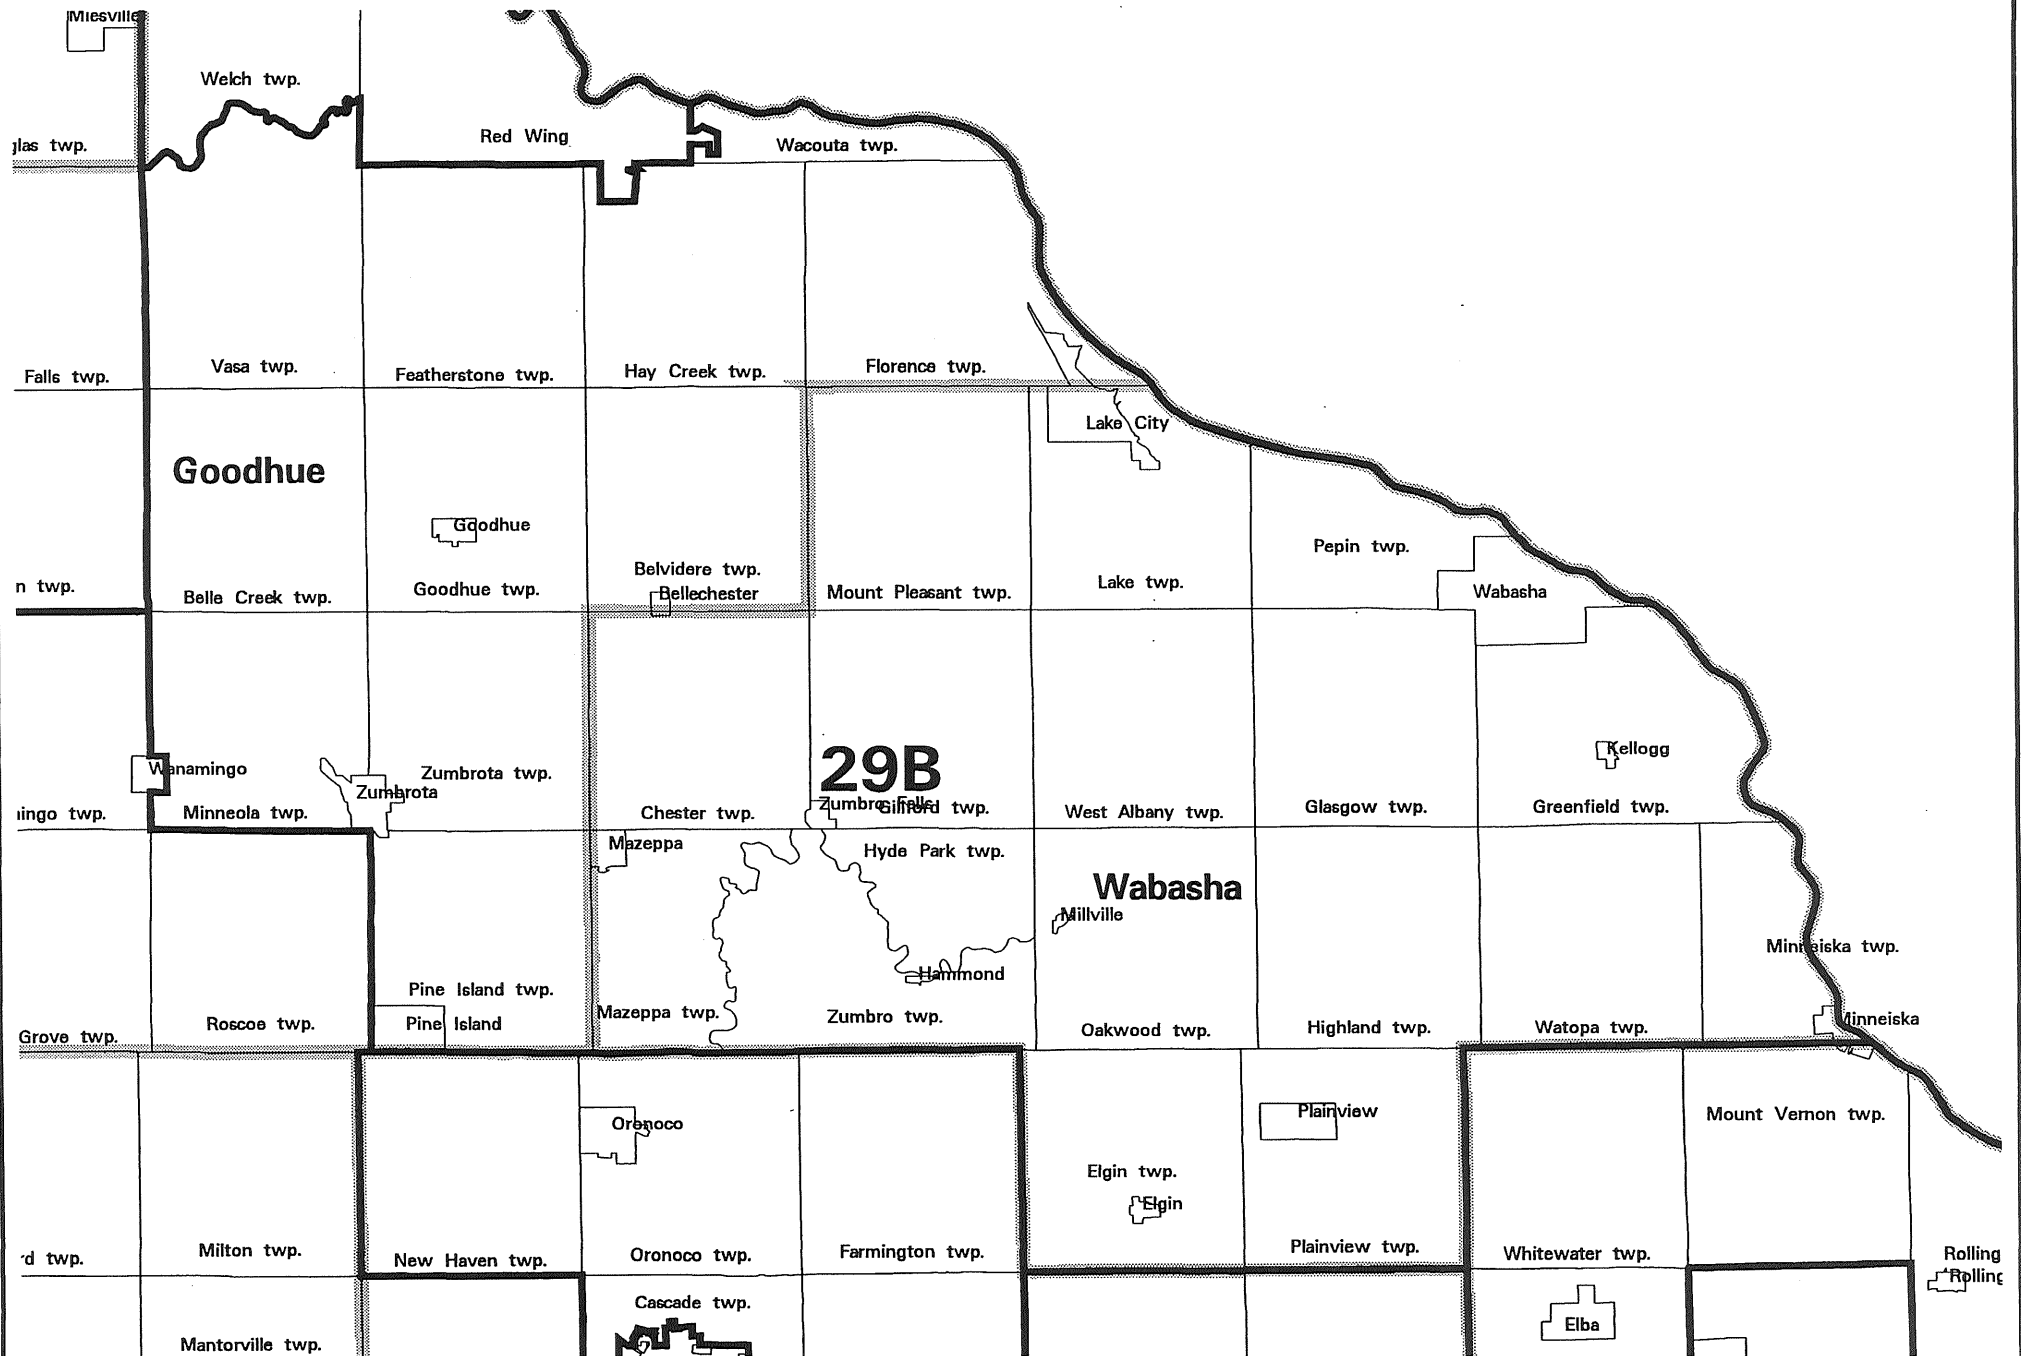 Miesville
Welch twp.
Red Wing
Wacouta twp.
glas twp.
Falls twp.
Vasa twp.
Featherstone twp.
Hay Creek twp.
Florence twp.
Lake City
Goodhue
Goodhue
Pepin twp.
n twp.
Belle Creek twp.
Goodhue twp.
Belvidere twp.
Bellechester
Mount Pleasant twp.
Lake twp.
Wabasha
29B
Kellogg
Wanamingo
Zumbrota twp.
Zumbrota
ingo twp.
Minneola twp.
Chester twp.
Zumbro Falls
Gillford twp.
West Albany twp.
Glasgow twp.
Greenfield twp.
Mazeppa
Hyde Park twp.
Wabasha
Millville
Minneiska twp.
Hammond
Pine Island twp.
Mazeppa twp.
Zumbro twp.
Grove twp.
Roscoe twp.
Pine Island
Oakwood twp.
Highland twp.
Watopa twp.
Minneiska
Oronoco
Plainview
Mount Vernon twp.
Elgin twp.
Elgin
rd twp.
Milton twp.
New Haven twp.
Oronoco twp.
Farmington twp.
Plainview twp.
Whitewater twp.
Rolling
Rolling
Cascade twp.
Elba
Mantorville twp.